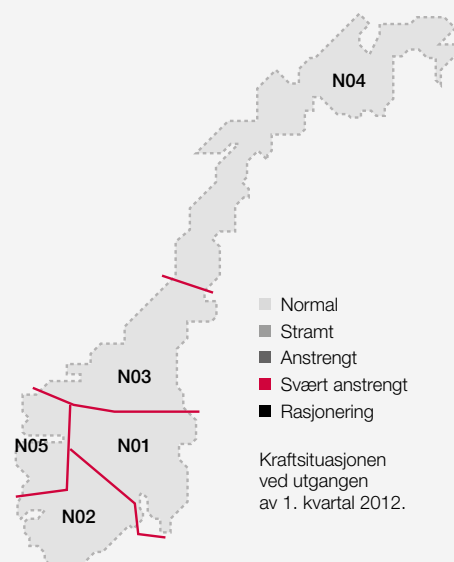 N04
N03
N05
N01
N02
Normal
Stramt
Anstrengt
Svært anstrengt
Rasjonering
Kraftsituasjonen
ved utgangen
av 1. kvartal 2012.